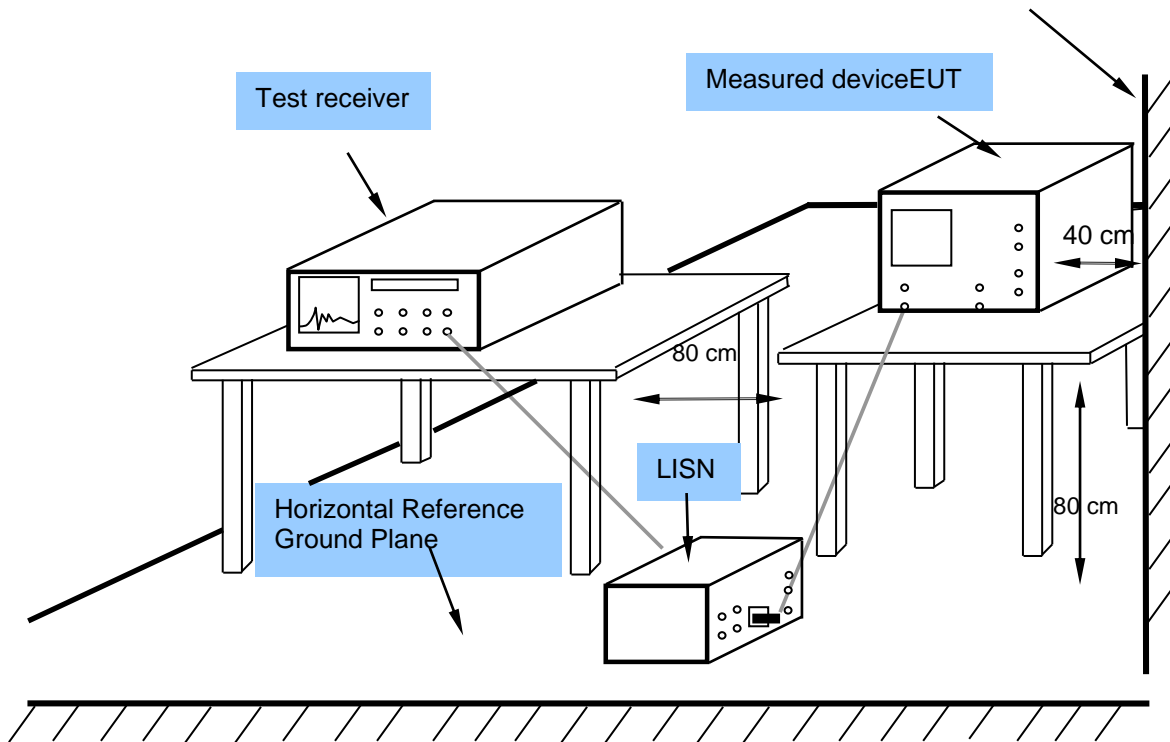 Test receiver
Measured deviceEUT
40 cm
80 cm
LISN
Horizontal Reference
Ground Plane
80 cm